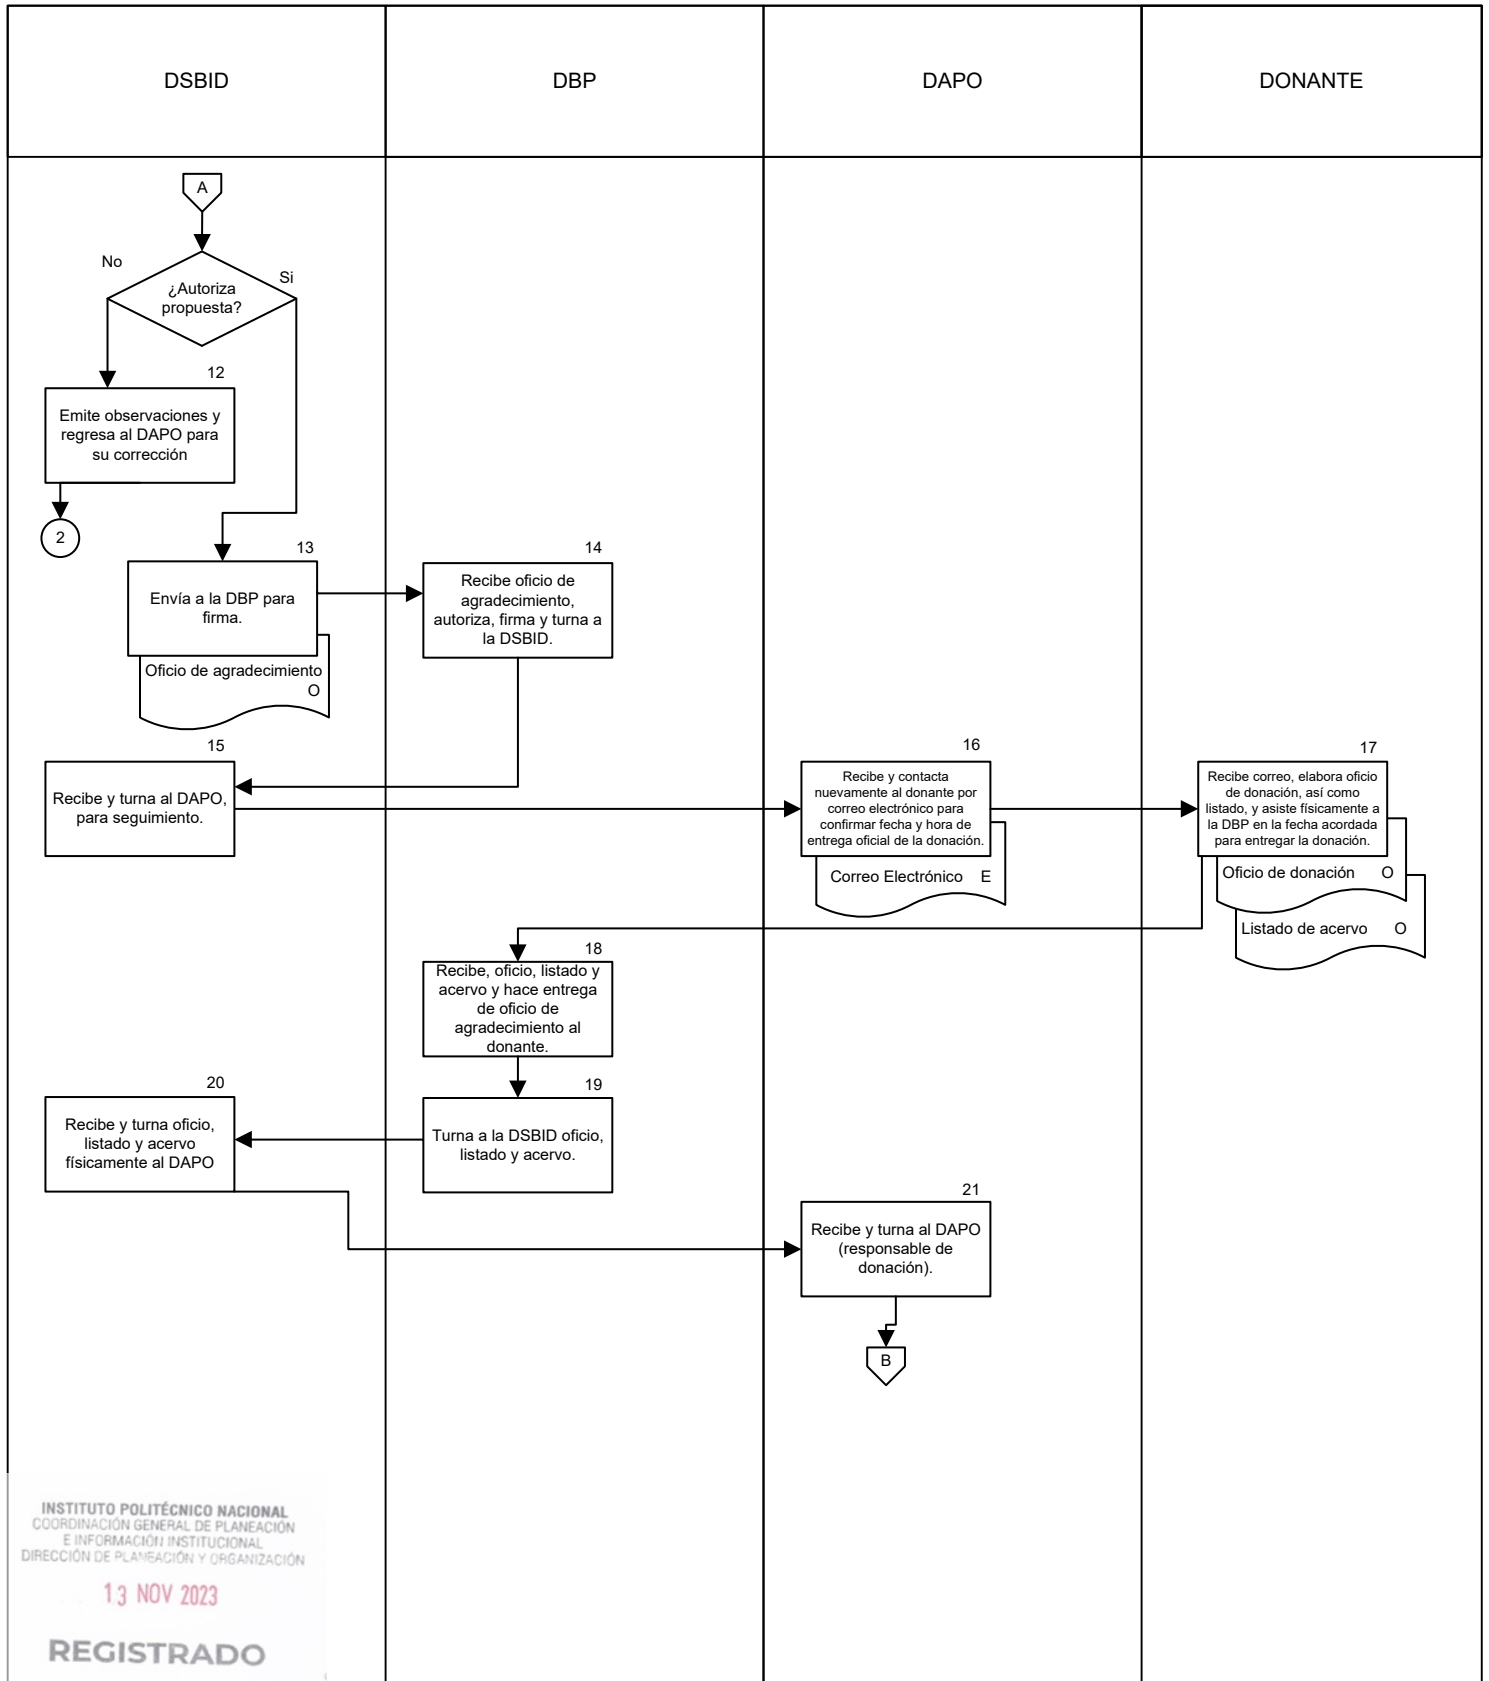 DSBID
DBP
DAPO
DONANTE
A
No
Si
¿Autoriza
propuesta?
12
Emite observaciones y
regresa al DAPO para
su corrección
2
13
Envía a la DBP para
firma.
Oficio de agradecimiento
O
14
Recibe oficio de
agradecimiento,
autoriza, firma y turna a
la DSBID.
15
Recibe y turna al DAPO,
para seguimiento.
16
Recibe y contacta
nuevamente al donante por
correo electrónico para
confirmar fecha y hora de
entrega oficial de la donación.
Correo Electrónico E
17
Recibe correo, elabora oficio
de donación, así como
listado, y asiste físicamente a
la DBP en la fecha acordada
para entregar la donación.
Oficio de donación O
Listado de acervo O
18
Recibe, oficio, listado y
acervo y hace entrega
de oficio de
agradecimiento al
donante.
19
Turna a la DSBID oficio,
listado y acervo.
20
Recibe y turna oficio,
listado y acervo
físicamente al DAPO
21
Recibe y turna al DAPO
(responsable de
donación).
B
INSTITUTO POLITÉCNICO NACIONAL
COORDINACIÓN GENERAL DE PLANEACIÓN
E INFORMACIÓN INSTITUCIONAL
DIRECCIÓN DE PLANEACIÓN Y ORGANIZACIÓN
13 NOV 2023
REGISTRADO